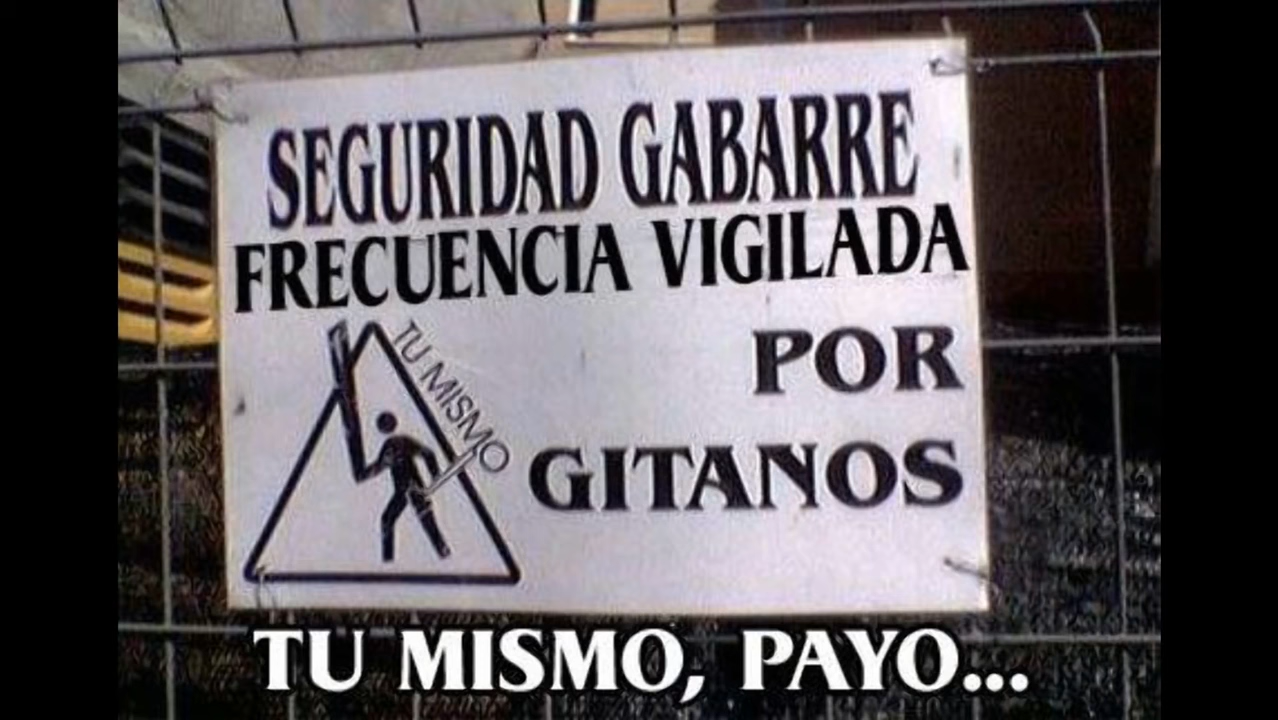 SEGURIDAD GABARRE
FRECUENCIA VIGILADA
TU MISMO
POR
GITANOS
TU MISMO, PAYO...